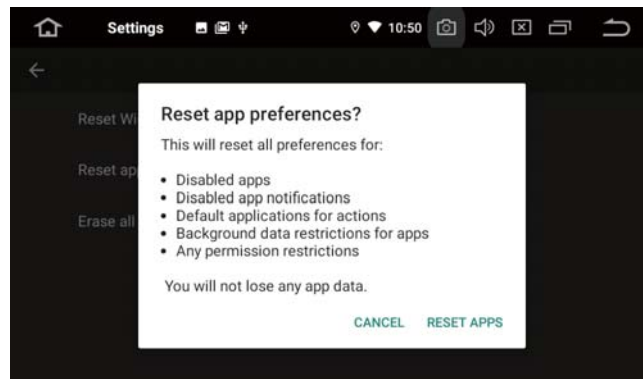 Settings 10:50
Reset app preferences?
This will reset all preferences for:
Reset Wi
Reset ap
Erase all
• Disabled apps
• Disabled app notifications
• Default applications for actions
• Background data restrictions for apps
• Any permission restrictions
You will not lose any app data.
CANCEL RESET APPS